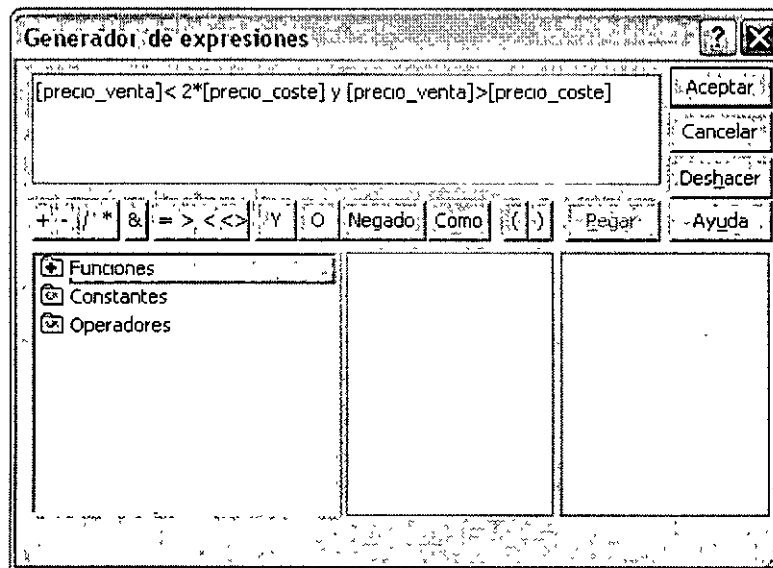 Generador de expresiones
?
X
[precio_venta]< 2*[precio_coste] y [precio_venta]>[precio_coste]
Aceptar
Cancelar
Deshacer
+ - / * & = > < <> Y O Negado Como ( ) Pegar Ayuda
Funciones
Constantes
Operadores